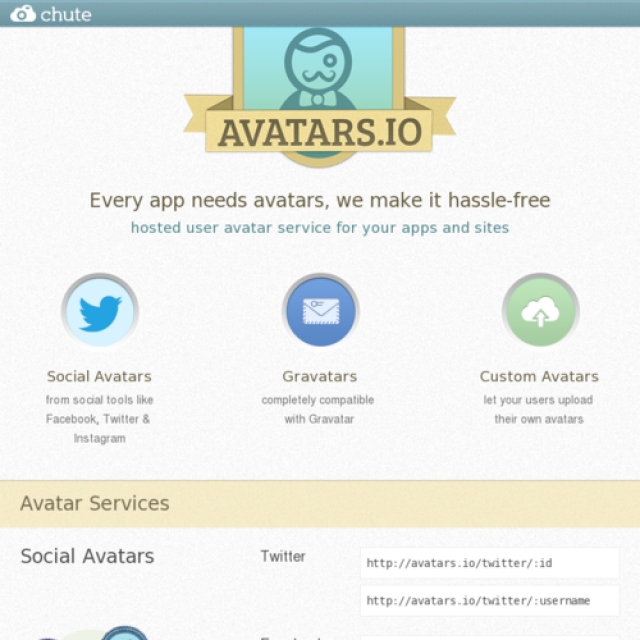 chute
AVATARS.IO
Every app needs avatars, we make it hassle-free
hosted user avatar service for your apps and sites
Social Avatars
from social tools like
Facebook, Twitter &
Instagram
Gravatars
completely compatible
with Gravatar
Custom Avatars
let your users upload
their own avatars
Avatar Services
Social Avatars
Twitter
http://avatars.io/twitter/:id
http://avatars.io/twitter/:username